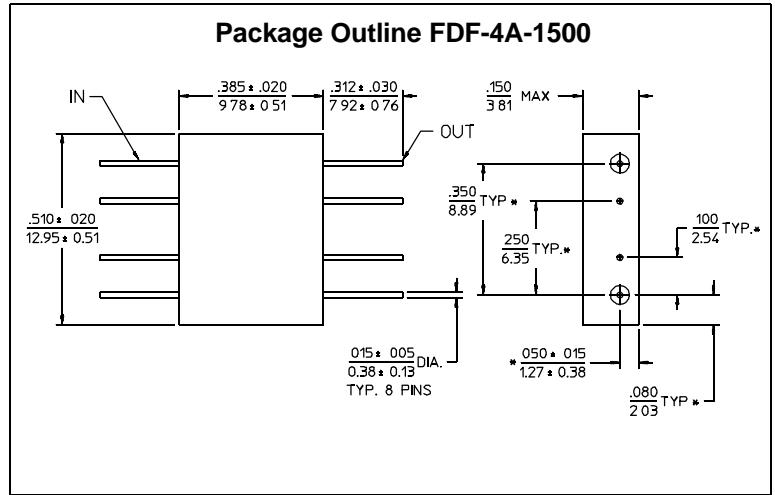 Package Outline FDF-4A-1500
IN
.385± .020
9 78 ± 0 51
.312± .030
7 92 ± 0 76
OUT
.150
3 81
MAX
.510± 020
12.95 ± 0.51
.350
8.89
TYP*
250
6.35
TYP.*
100
2.54
TYP.*
015± 005
0.38 ± 0.13
DIA.
TYP. 8 PINS
* 050± 015
1.27 ± 0.38
.080
2 03
TYP*